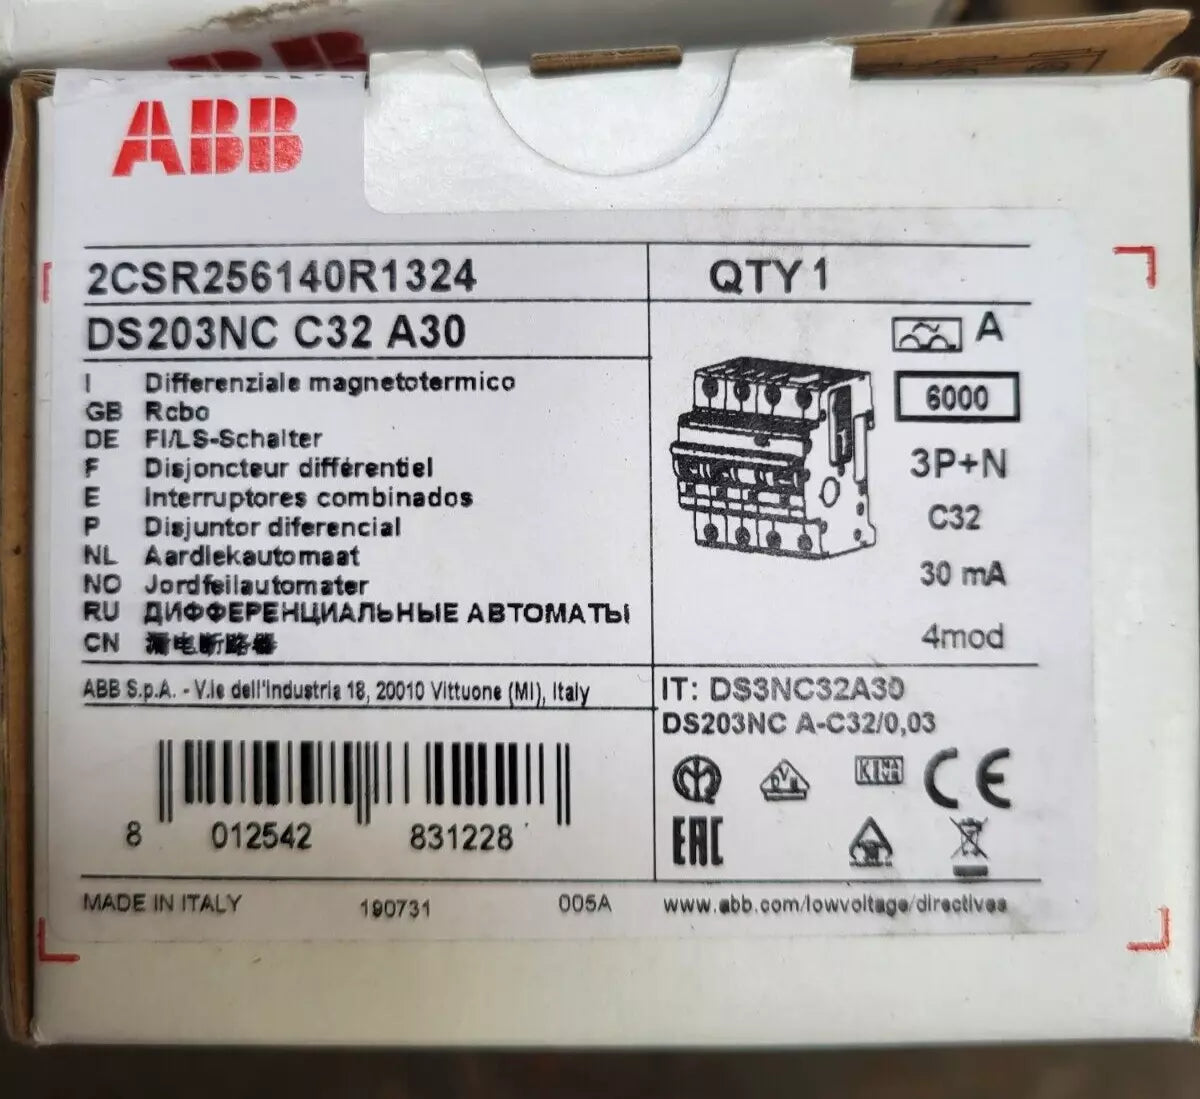 ABB
ABB
2CSR256140R1324
QTY 1
DS203NC C32 A30
A
6000
3P+N
C32
30 mA
4mod
I Differenziale magnetotermico
GB Rcbo
DE FI/LS-Schalter
F Disjoncteur différentiel
E Interruptores combinados
P Disjuntor diferencial
NL Aardlekautomaat
NO Jordfeilautomater
RU ДИФФЕРЕНЦИАЛЬНЫЕ АВТОМАТЫ
CN 漏电断路器
ABB S.p.A. - V.le dell'Industria 18, 20010 Vittuone (MI), Italy
IT: DS3NC32A30
DS203NC A-C32/0,03
8 012542 831228
CE
EAC
MADE IN ITALY 190731 005A
www.abb.com/lowvoltage/directives